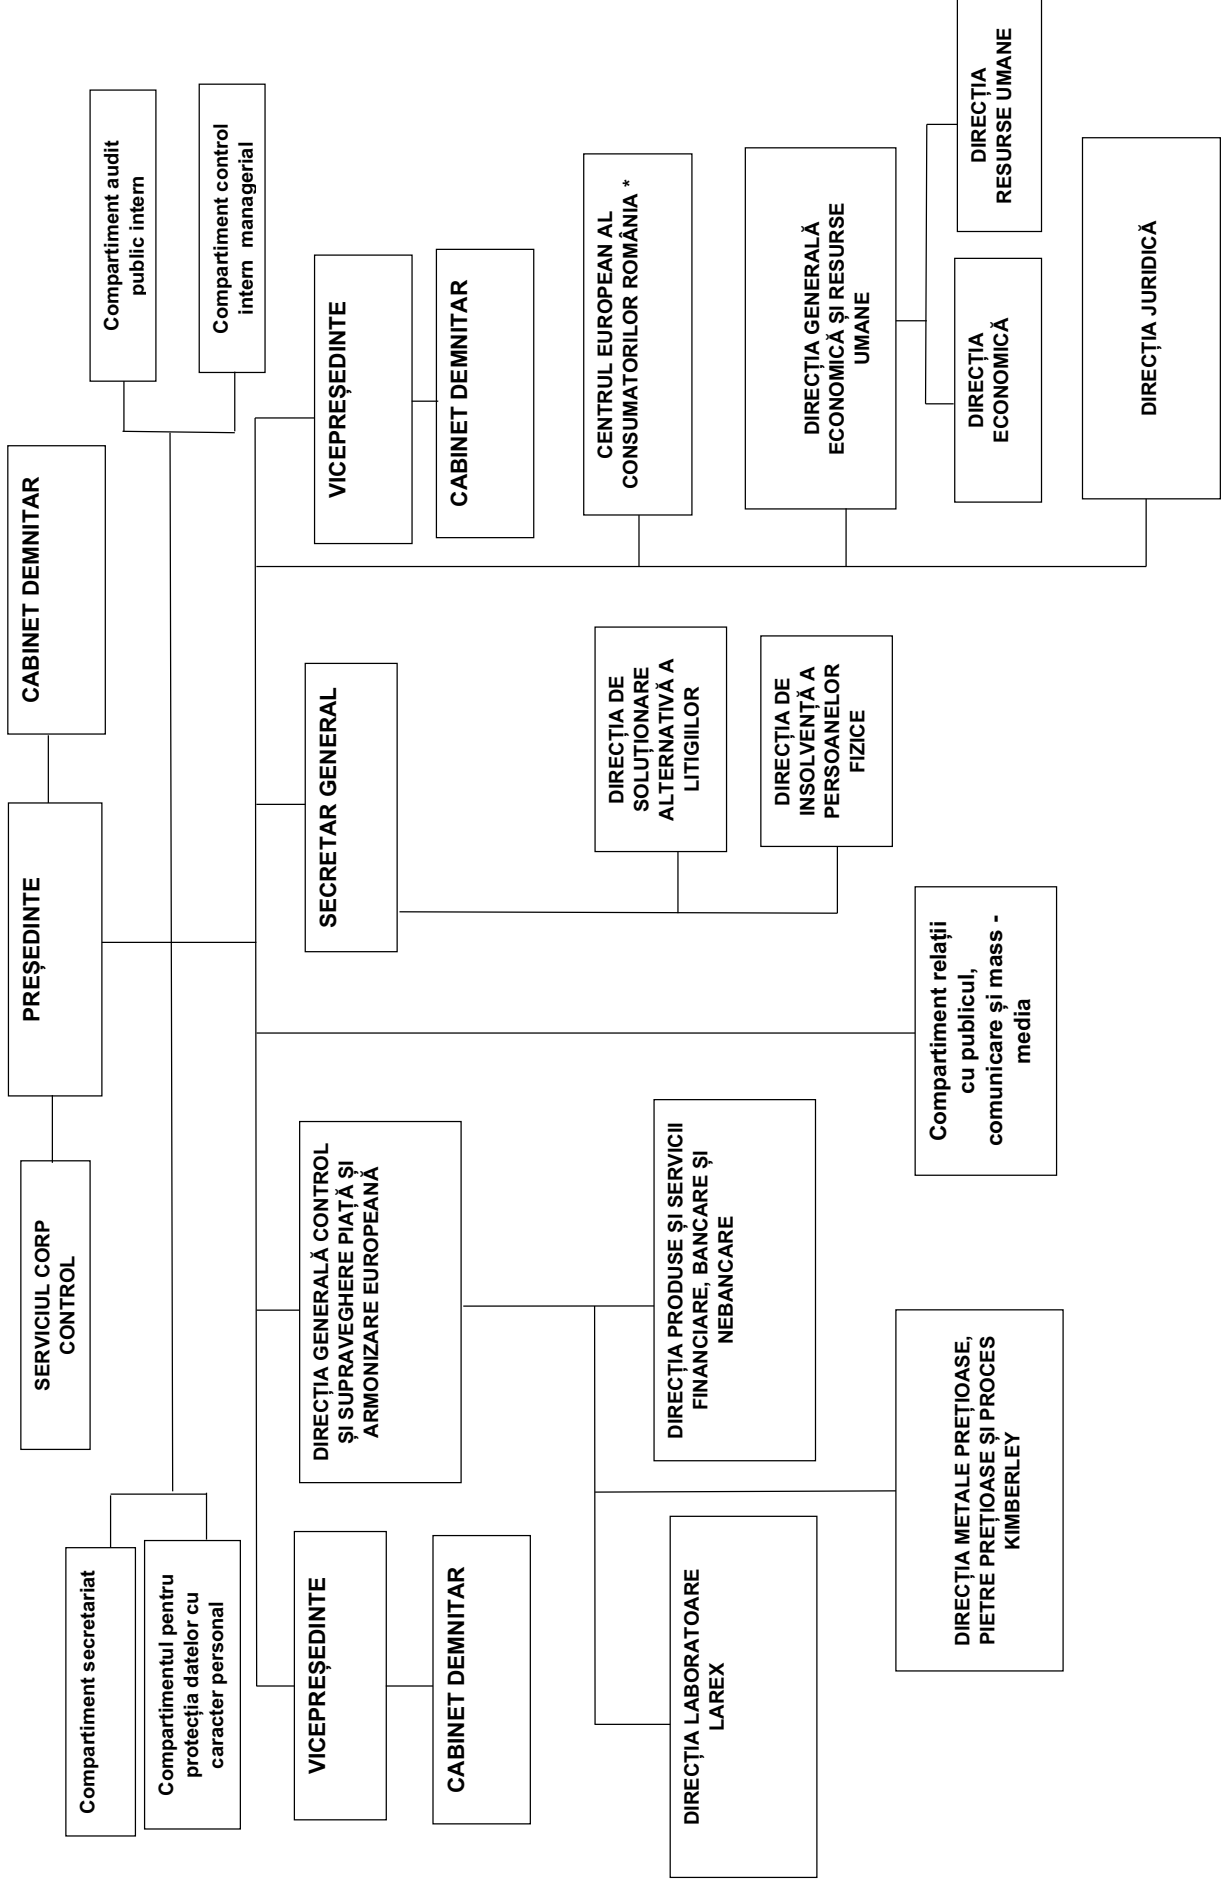 CABINET DEMNITAR
PREȘEDINTE
SERVICIUL CORP
CONTROL
Compartiment secretariat
Compartimentul pentru
protecția datelor cu
caracter personal
Compartiment audit
public intern
Compartiment control
intern managerial
VICEPREȘEDINTE
CABINET DEMNITAR
DIRECȚIA GENERALĂ CONTROL
ȘI SUPRAVEGHERE PIAȚĂ ȘI
ARMONIZARE EUROPEANĂ
SECRETAR GENERAL
VICEPREȘEDINTE
CABINET DEMNITAR
DIRECȚIA LABORATOARE
LAREX
DIRECȚIA PRODUSE ȘI SERVICII
FINANCIARE, BANCARE ȘI
NEBANCARE
DIRECȚIA METALE PREȚIOASE,
PIETRE PREȚIOASE ȘI PROCES
KIMBERLEY
Compartiment relații
cu publicul,
comunicare și mass -
media
DIRECȚIA DE
SOLUȚIONARE
ALTERNATIVĂ A
LITIGIILOR
DIRECȚIA DE
INSOLVENȚĂ A
PERSOANELOR
FIZICE
CENTRUL EUROPEAN AL
CONSUMATORILOR ROMÂNIA *
DIRECȚIA GENERALĂ
ECONOMICĂ ȘI RESURSE
UMANE
DIRECȚIA
ECONOMICĂ
DIRECȚIA
RESURSE UMANE
DIRECȚIA JURIDICĂ